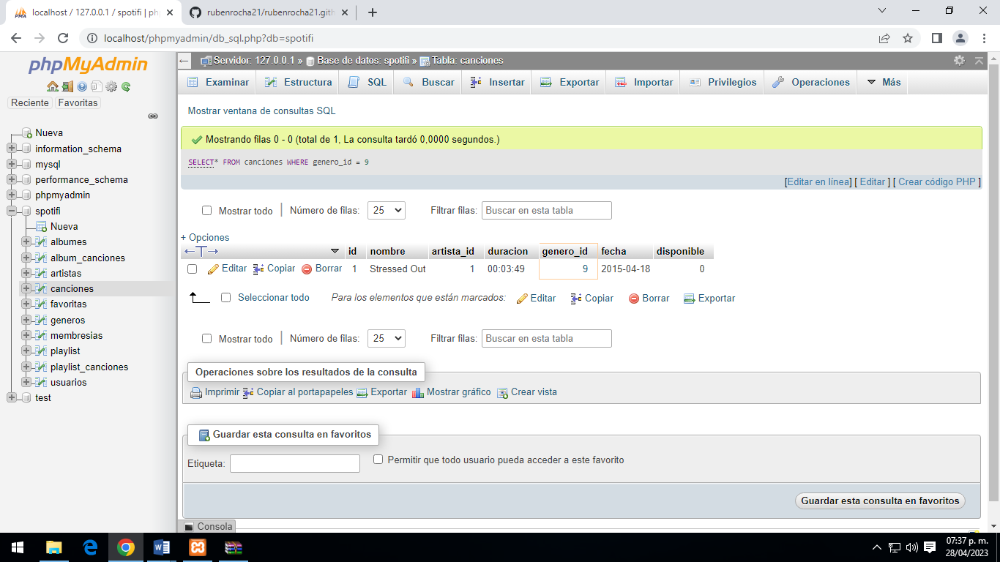 localhost / 127.0.0.1 / spotifi | ph
rubenrocha21/rubenrocha21.gith
localhost/phpmyadmin/db_sql.php?db=spotifi
phpMyAdmin
Reciente Favoritas
Nueva
information_schema
mysql
performance_schema
phpmyadmin
spotifi
Nueva
albumes
album_canciones
artistas
canciones
favoritas
generos
membresias
playlist
playlist_canciones
usuarios
test
Servidor: 127.0.0.1 » Base de datos: spotifi » Tabla: canciones
Examinar Estructura SQL Buscar Insertar Exportar Importar Privilegios Operaciones Más
Mostrar ventana de consultas SQL
Mostrando filas 0 - 0 (total de 1, La consulta tardó 0,0000 segundos.)
SELECT* FROM canciones WHERE genero_id = 9
[Editar en línea] [ Editar ] [ Crear código PHP ]
Mostrar todo | Número de filas: 25 Filtrar filas: Buscar en esta tabla
+ Opciones
←T→ id nombre artista_id duracion genero_id fecha disponible
Editar Copiar Borrar 1 Stressed Out 1 00:03:49 9 2015-04-18 0
Seleccionar todo Para los elementos que están marcados: Editar Copiar Borrar Exportar
Mostrar todo | Número de filas: 25 Filtrar filas: Buscar en esta tabla
Operaciones sobre los resultados de la consulta
Imprimir Copiar al portapapeles Exportar Mostrar gráfico Crear vista
Guardar esta consulta en favoritos
Etiqueta: Permitir que todo usuario pueda acceder a este favorito
Guardar esta consulta en favoritos
Consola
07:37 p. m.
28/04/2023